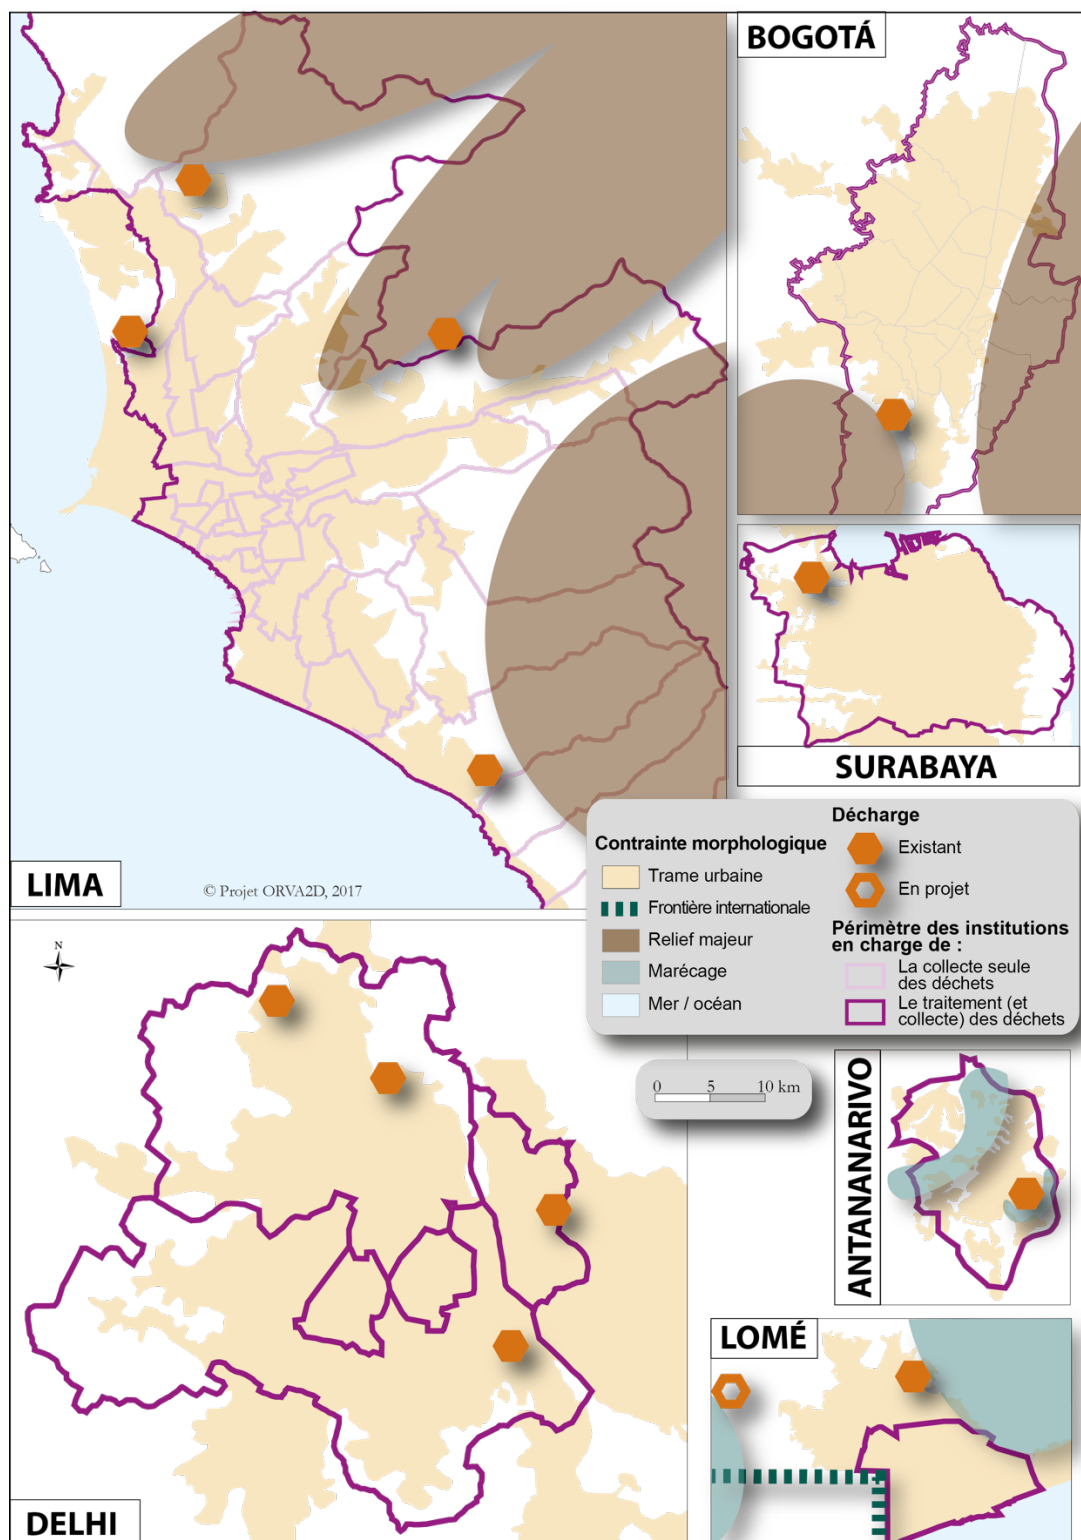 BOGOTÁ
SURABAYA
LIMA
© Projet ORVA2D, 2017
Contrainte morphologique
Trame urbaine
Frontière internationale
Relief majeur
Marécage
Mer / océan
Décharge
Existant
En projet
Périmètre des institutions
en charge de :
La collecte seule
des déchets
Le traitement (et
collecte) des déchets
N
0 5 10 km
ANTANANARIVO
LOMÉ
DELHI